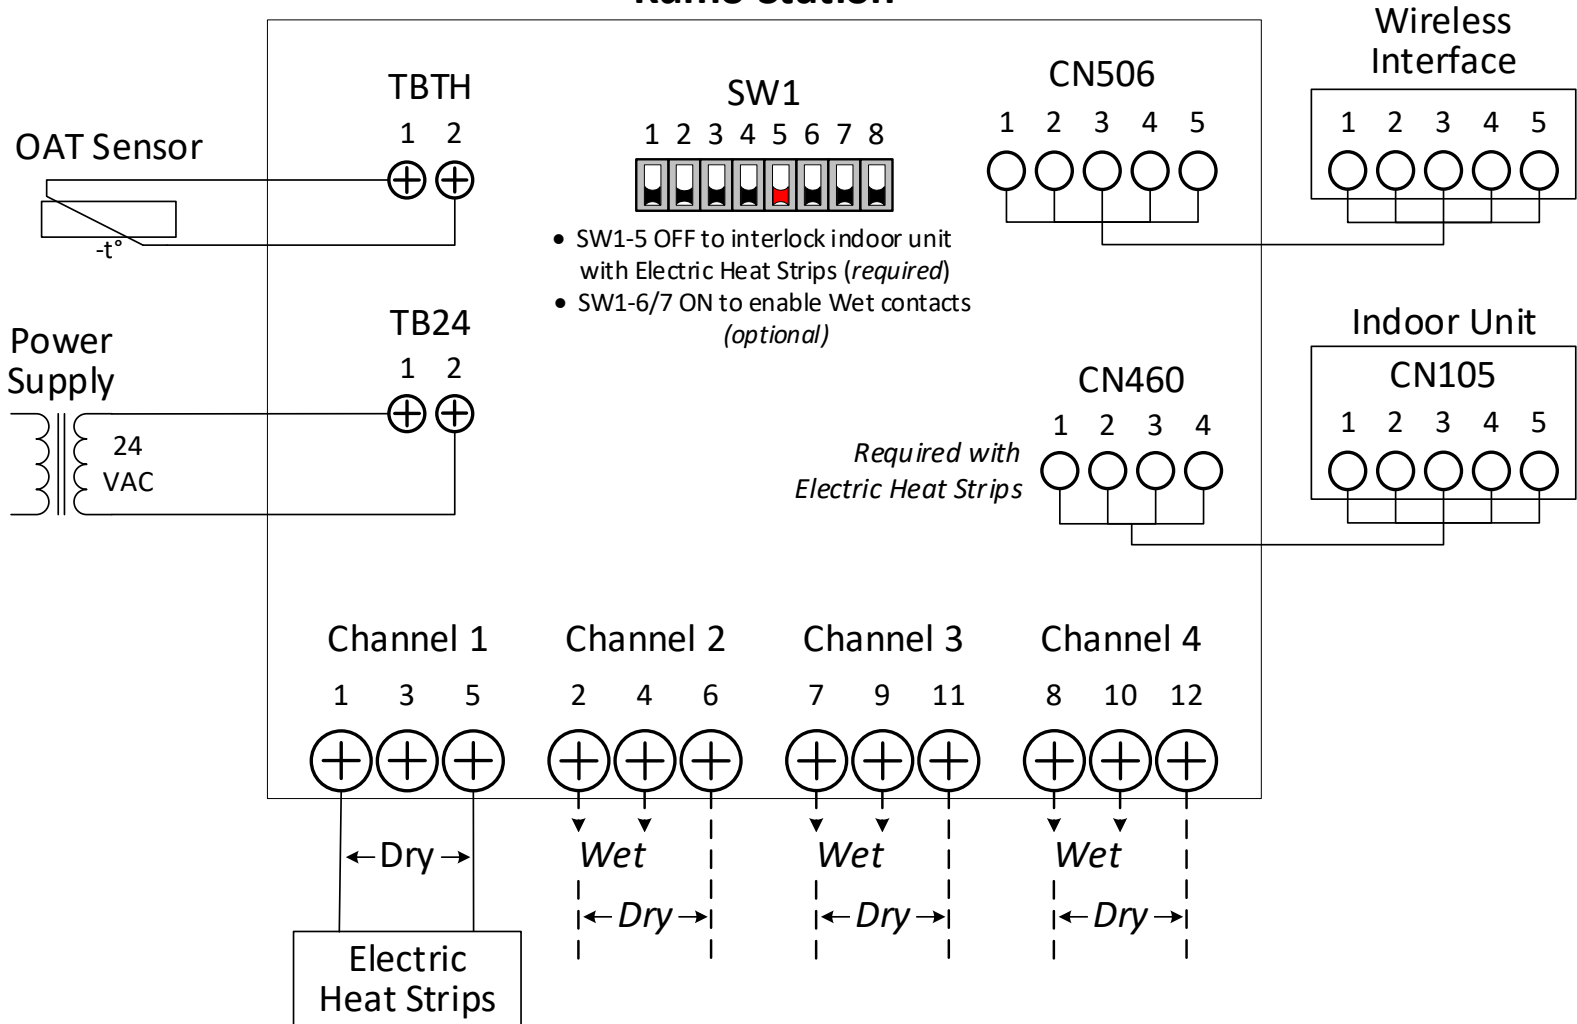 Kumo Station
TBTH
1 2
OAT Sensor
-t°
SW1
1 2 3 4 5 6 7 8
• SW1-5 OFF to interlock indoor unit
with Electric Heat Strips (required)
• SW1-6/7 ON to enable Wet contacts
(optional)
CN506
1 2 3 4 5
Wireless
Interface
1 2 3 4 5
Power
Supply
24
VAC
TB24
1 2
CN460
1 2 3 4
Required with
Electric Heat Strips
Indoor Unit
CN105
1 2 3 4 5
Channel 1 Channel 2 Channel 3 Channel 4
1 3 5 2 4 6 7 9 11 8 10 12
Dry Wet Wet Wet
Dry Dry Dry
Electric
Heat Strips